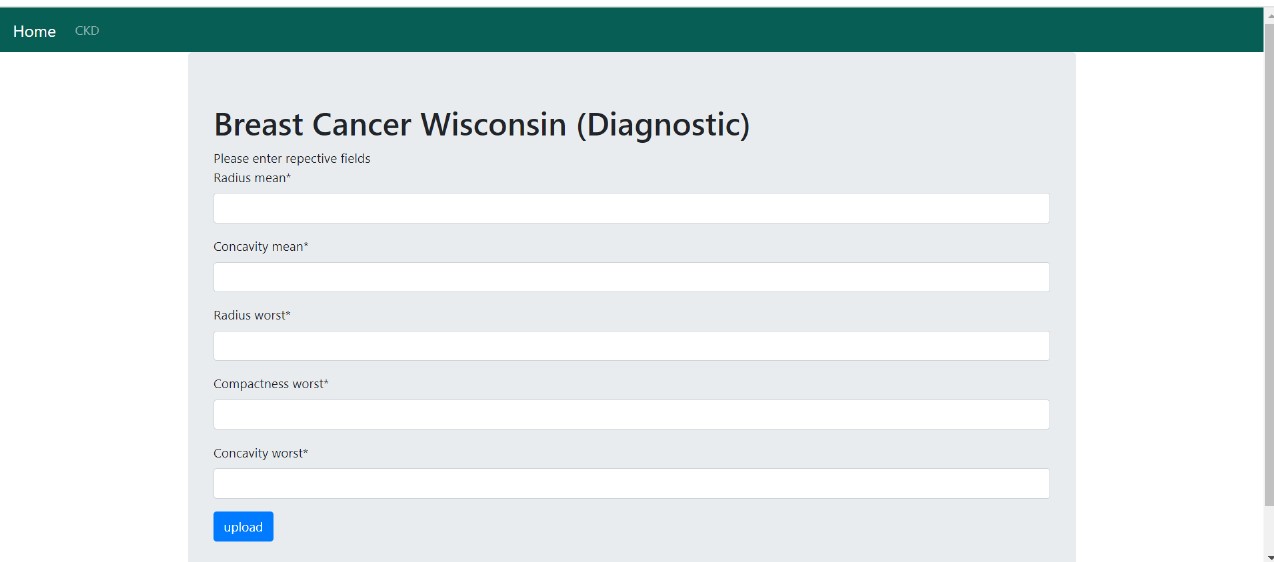 Home CKD
Breast Cancer Wisconsin (Diagnostic)
Please enter repective fields
Radius mean*
Concavity mean*
Radius worst*
Compactness worst*
Concavity worst*
upload